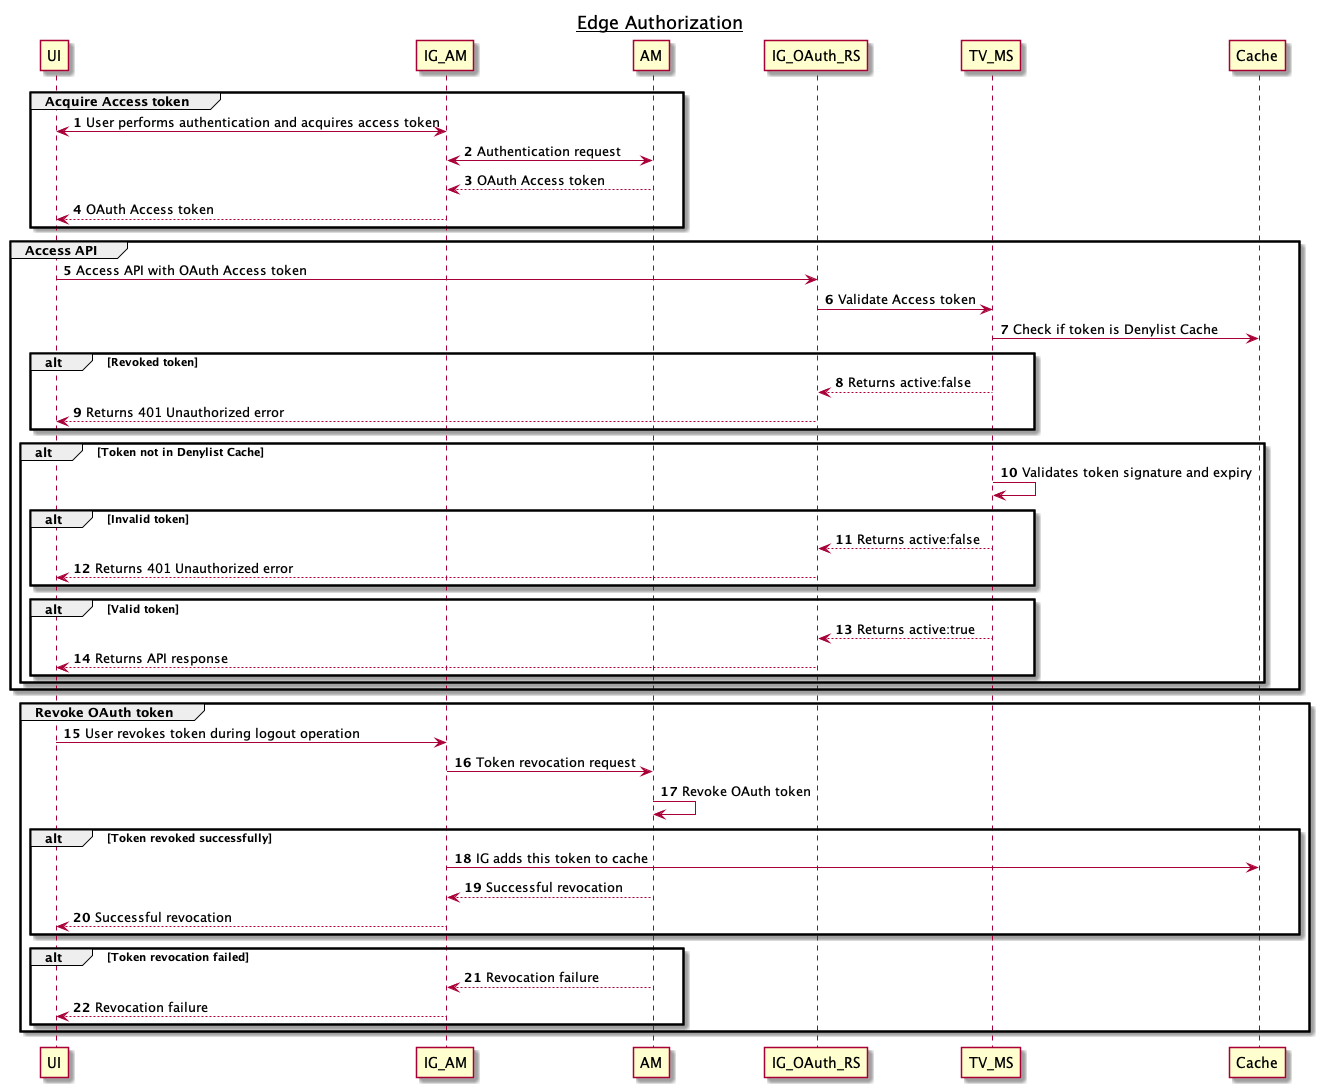 Edge Authorization
UI IG_AM AM IG_OAuth_RS TV_MS Cache
Acquire Access token
1 User performs authentication and acquires access token
2 Authentication request
3 OAuth Access token
4 OAuth Access token
Access API
5 Access API with OAuth Access token
6 Validate Access token
7 Check if token is Denylist Cache
alt [Revoked token]
8 Returns active:false
9 Returns 401 Unauthorized error
alt [Token not in Denylist Cache]
10 Validates token signature and expiry
alt [Invalid token]
11 Returns active:false
12 Returns 401 Unauthorized error
alt [Valid token]
13 Returns active:true
14 Returns API response
Revoke OAuth token
15 User revokes token during logout operation
16 Token revocation request
17 Revoke OAuth token
alt [Token revoked successfully]
18 IG adds this token to cache
19 Successful revocation
20 Successful revocation
alt [Token revocation failed]
21 Revocation failure
22 Revocation failure
UI IG_AM AM IG_OAuth_RS TV_MS Cache